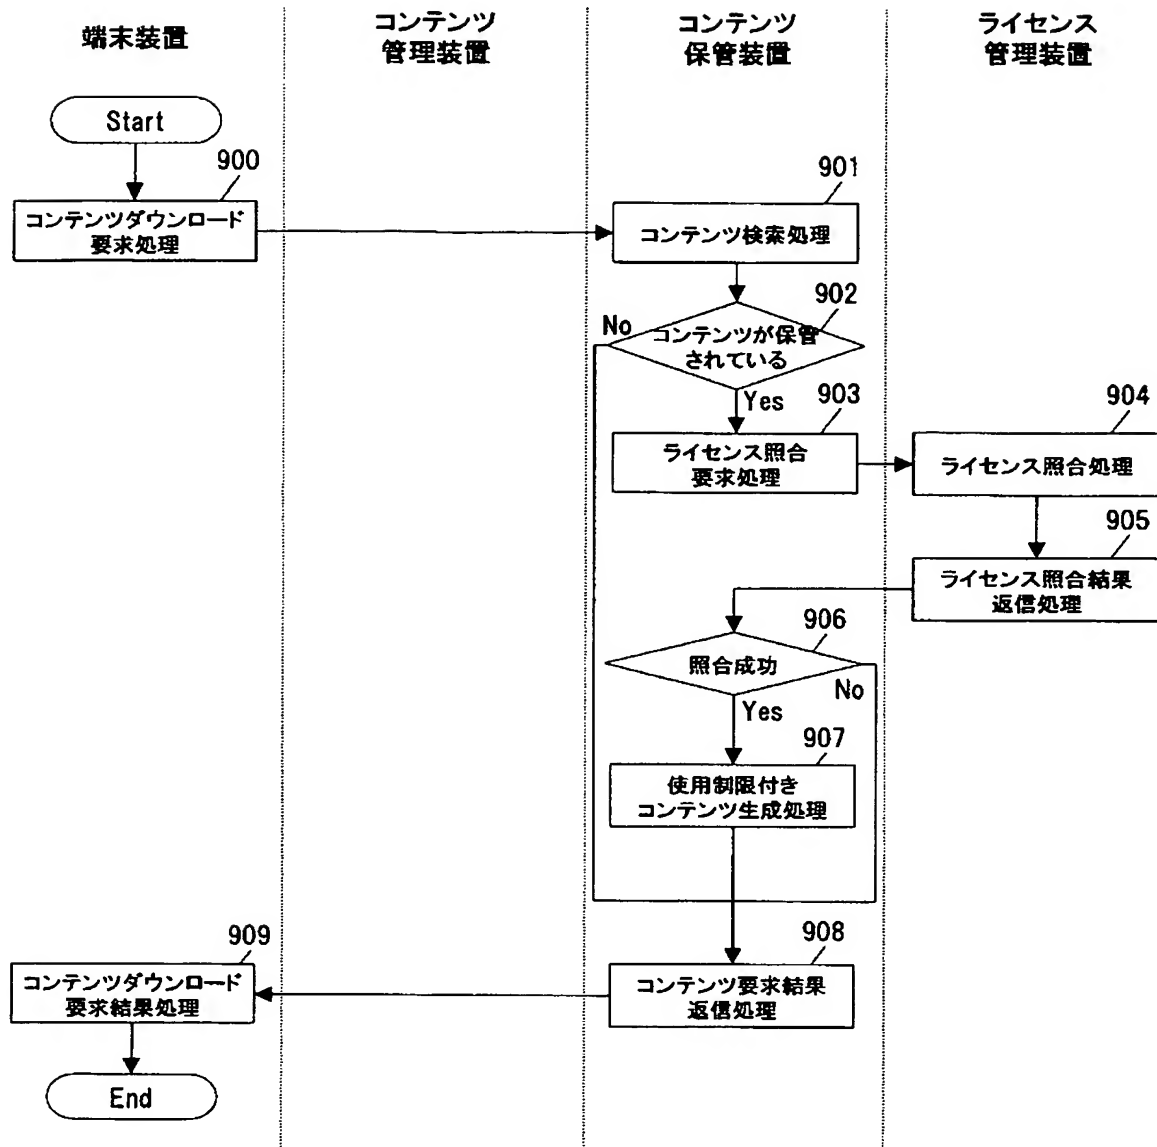 端末装置
コンテンツ
管理装置
コンテンツ
保管装置
ライセンス
管理装置
Start
900
コンテンツダウンロード
要求処理
901
コンテンツ検索処理
902
No
コンテンツが保管
されている
Yes
903
ライセンス照合
要求処理
904
ライセンス照合処理
905
ライセンス照合結果
返信処理
906
照合成功
No
Yes
907
使用制限付き
コンテンツ生成処理
908
コンテンツ要求結果
返信処理
909
コンテンツダウンロード
要求結果処理
End